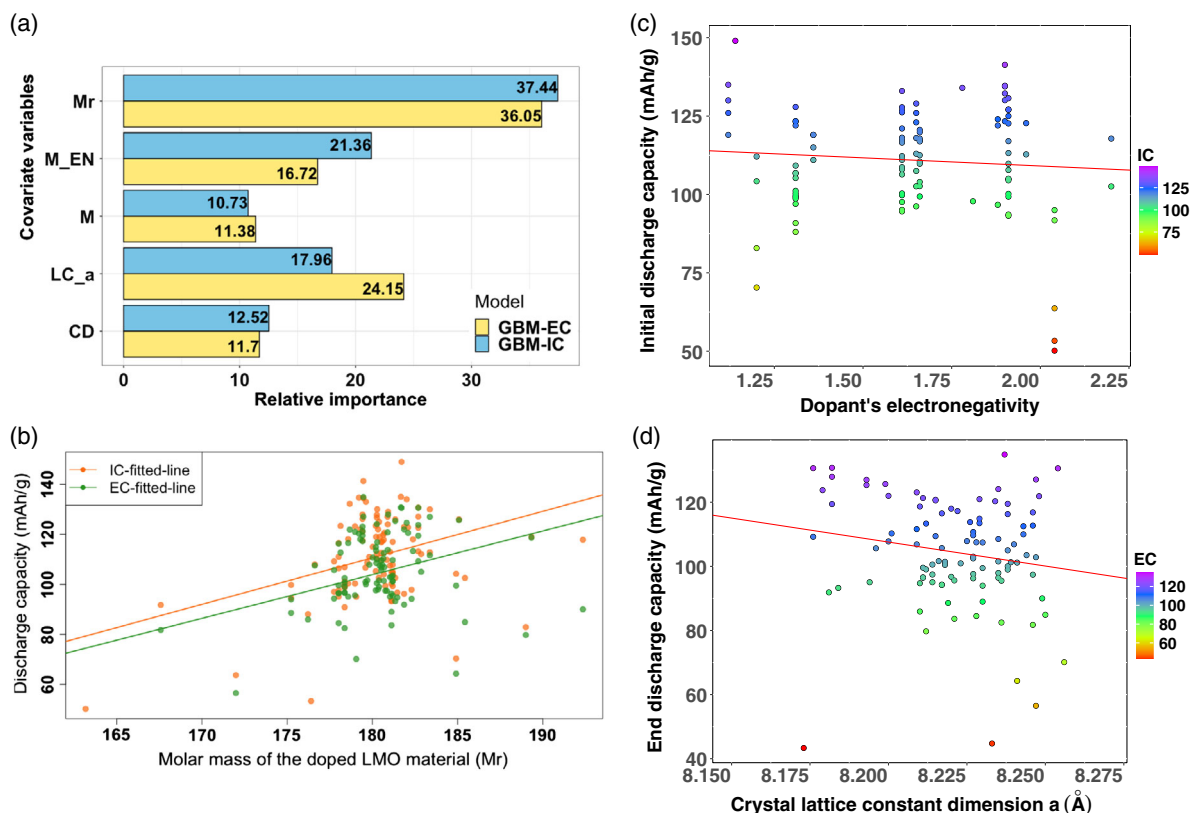 (a)
Covariate variables
Mr
M_EN
M
LC_a
CD
37.44
36.05
21.36
16.72
10.73
11.38
17.96
24.15
12.52
11.7
Model
GBM-EC
GBM-IC
0
10
20
30
Relative importance
(b)
Discharge capacity (mAh/g)
IC-fitted-line
EC-fitted-line
140
120
100
80
60
165
170
175
180
185
190
Molar mass of the doped LMO material (Mr)
(c)
Initial discharge capacity (mAh/g)
150
125
100
75
50
1.25
1.50
1.75
2.00
2.25
Dopant's electronegativity
IC
125
100
75
(d)
End discharge capacity (mAh/g)
120
100
80
60
40
8.150
8.175
8.200
8.225
8.250
8.275
Crystal lattice constant dimension a (Å)
EC
120
100
80
60